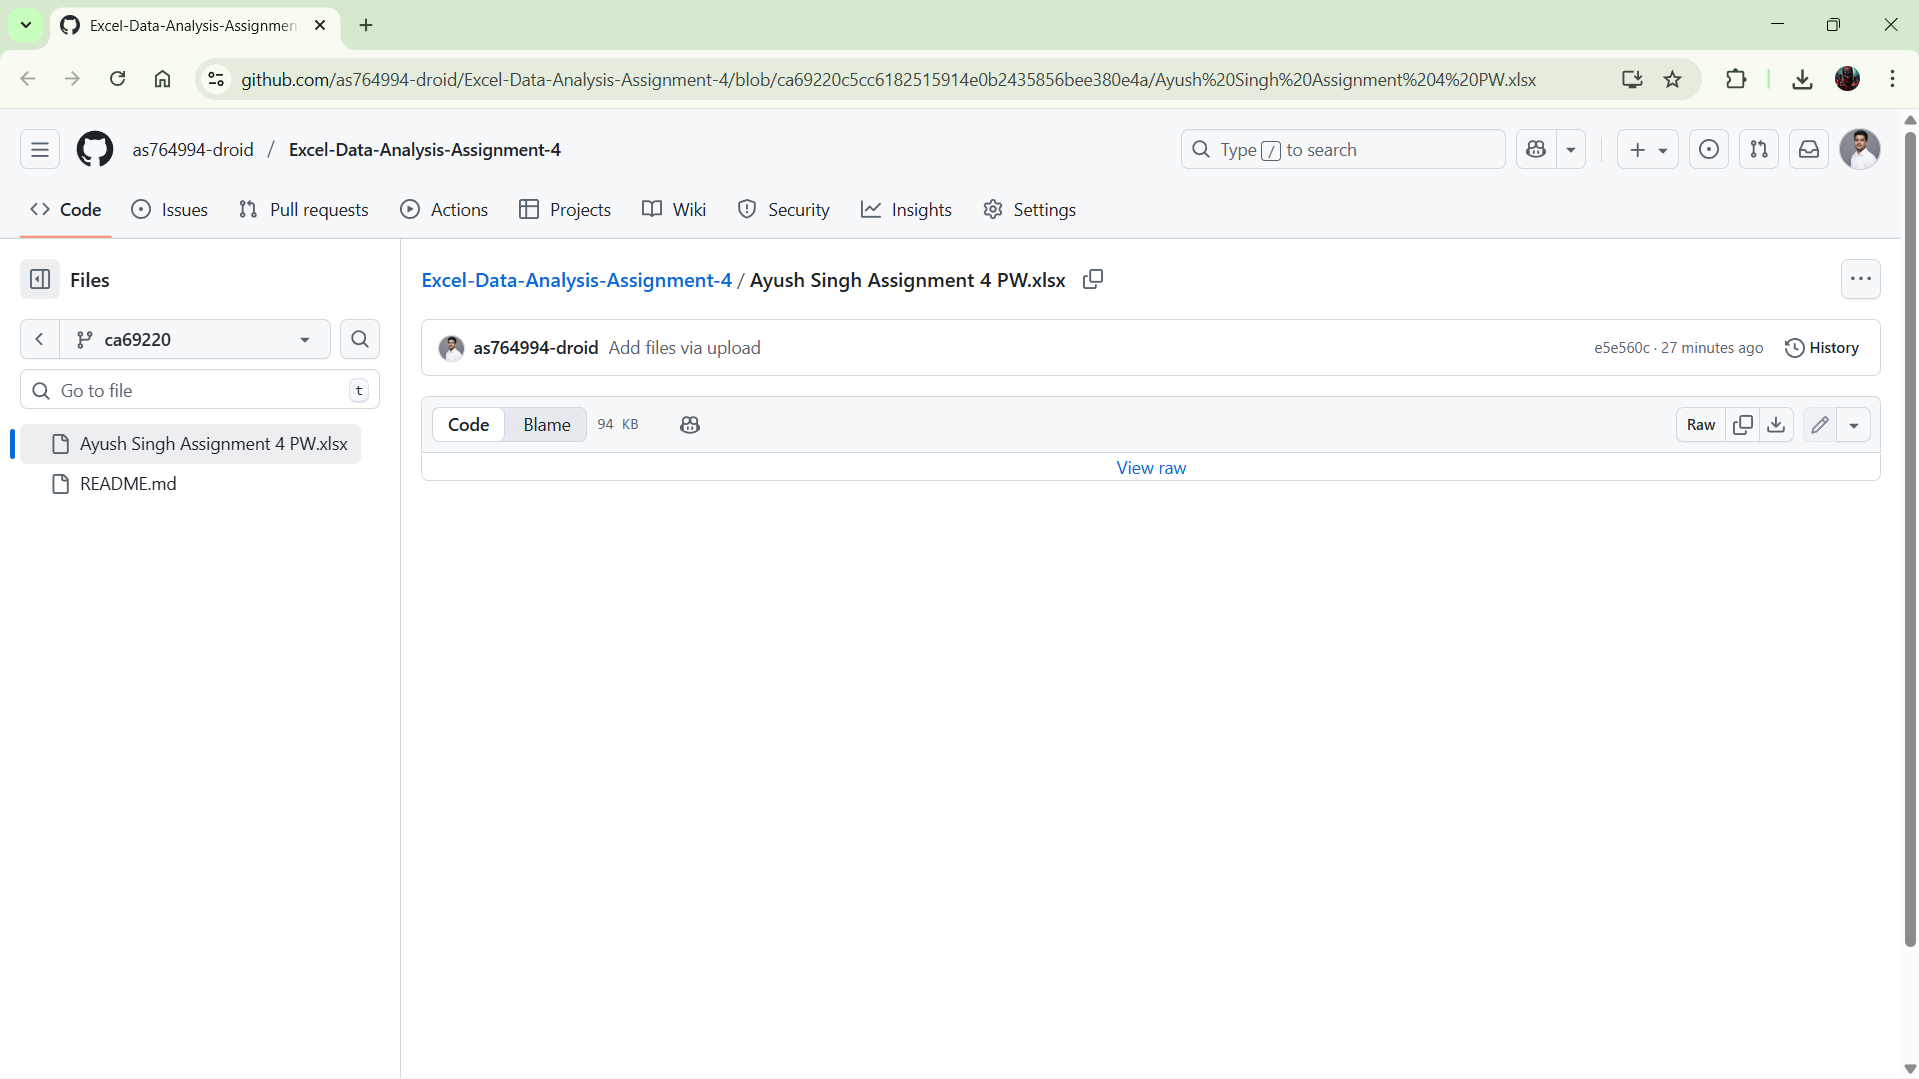 Excel-Data-Analysis-Assignmen
github.com/as764994-droid/Excel-Data-Analysis-Assignment-4/blob/ca69220c5cc6182515914e0b2435856bee380e4a/Ayush%20Singh%20Assignment%204%20PW.xlsx
as764994-droid / Excel-Data-Analysis-Assignment-4
Type / to search
Code Issues Pull requests Actions Projects Wiki Security Insights Settings
Files
Excel-Data-Analysis-Assignment-4 / Ayush Singh Assignment 4 PW.xlsx
ca69220
as764994-droid Add files via upload e5e560c · 27 minutes ago History
Go to file t
Code Blame 94 KB Raw
Ayush Singh Assignment 4 PW.xlsx
View raw
README.md